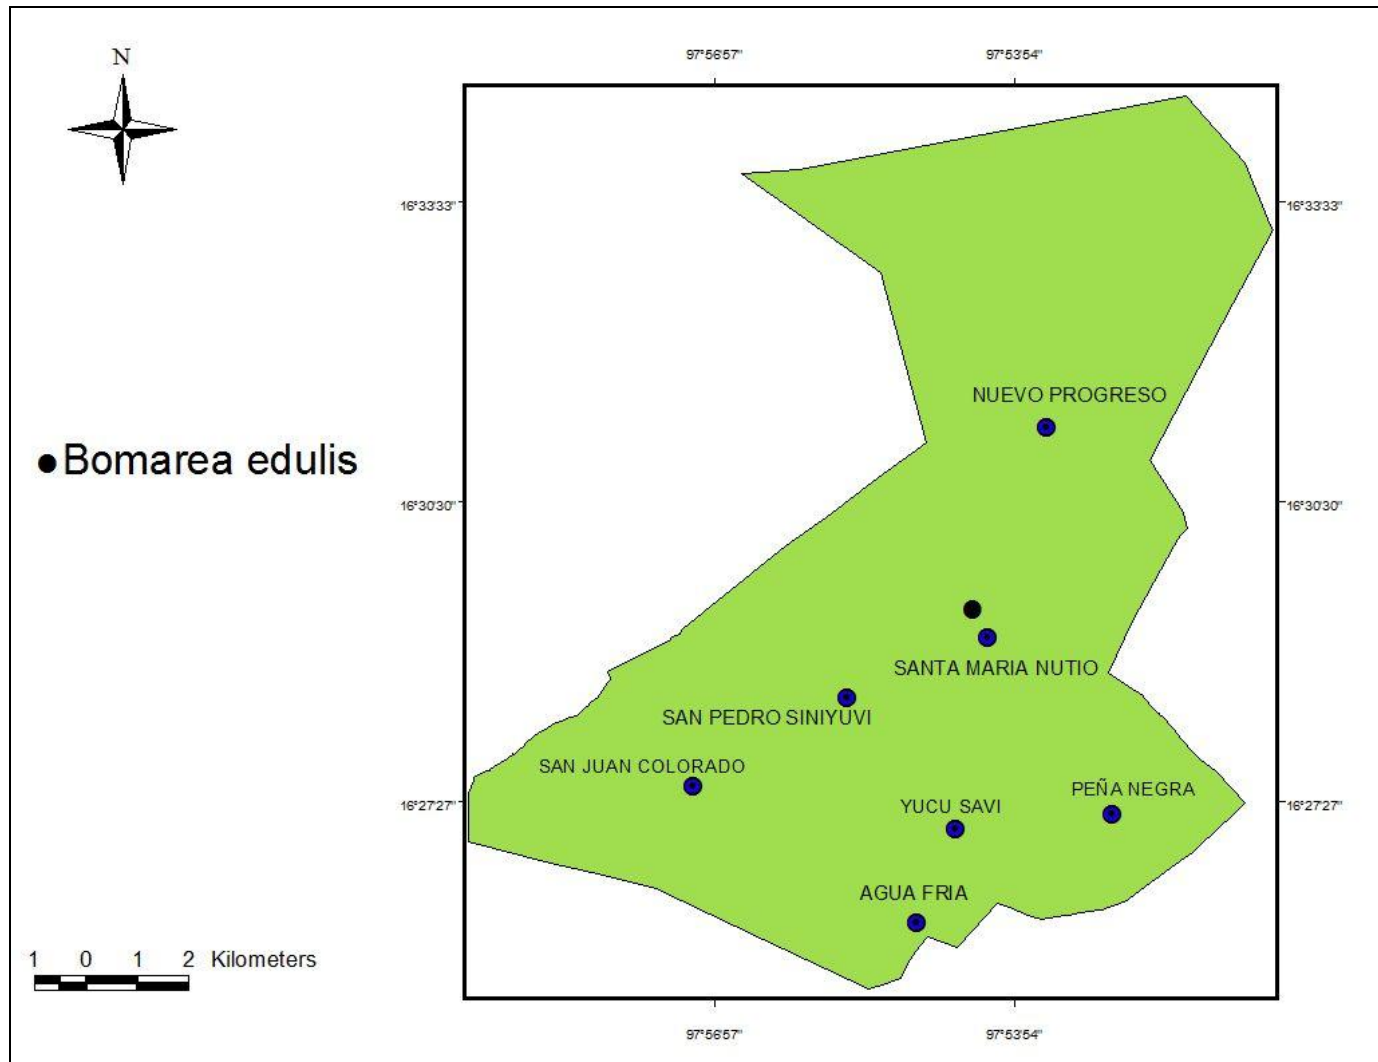 N
97°56'57" 97°53'54"
16°33'33" 16°33'33"
NUEVO PROGRESO
Bomarea edulis
16°30'30" 16°30'30"
SANTA MARIA NUTIO
SAN PEDRO SINIYUVI
SAN JUAN COLORADO
PEÑA NEGRA
16°27'27" 16°27'27"
YUCU SAVI
AGUA FRIA
1 0 1 2 Kilometers
97°56'57" 97°53'54"